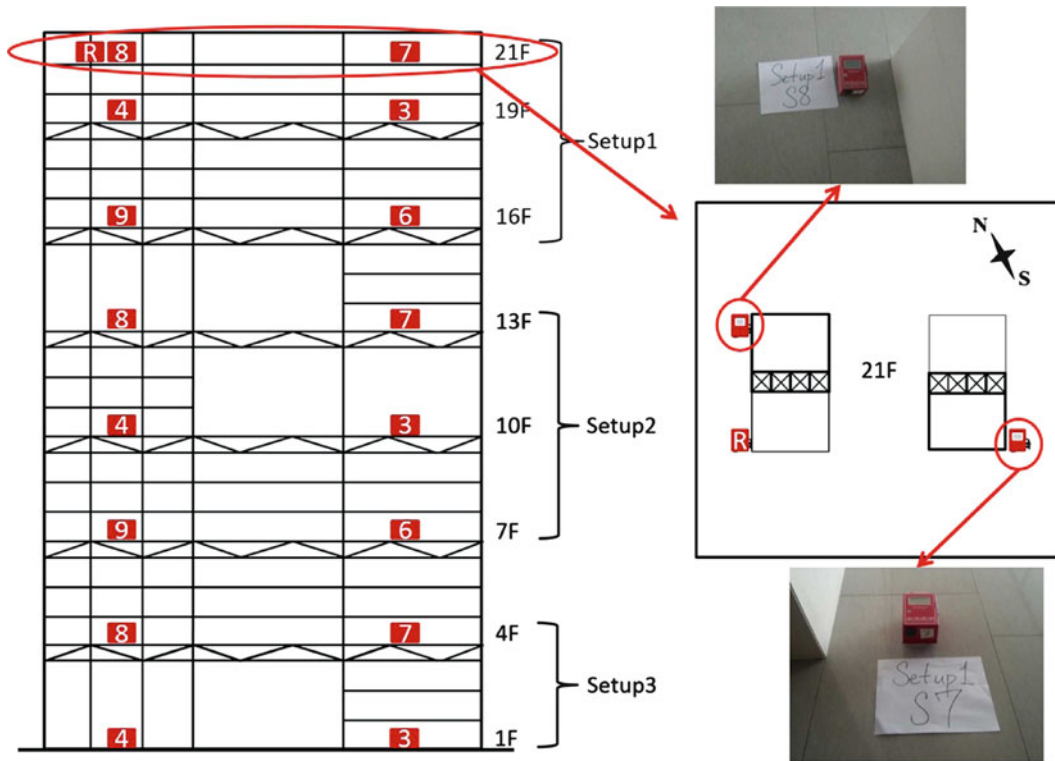 R 8 7 21F
4 3 19F
Setup1
9 6 16F
8 7 13F
4 3 10F
Setup2
9 6 7F
8 7 4F
Setup3
4 3 1F
Setup1
S8
N
S
21F
R
Setup1
S7